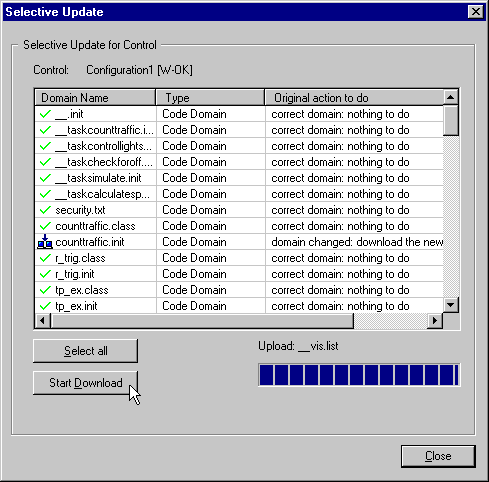 Selective Update
Selective Update for Control
Control: Configuration1 [W-OK]
Domain Name Type Original action to do
__.init Code Domain correct domain: nothing to do
__taskcounttraffic.i... Code Domain correct domain: nothing to do
__taskcontrollights... Code Domain correct domain: nothing to do
__taskcheckforoff.... Code Domain correct domain: nothing to do
__tasksimulate.init Code Domain correct domain: nothing to do
__taskcalculatesp... Code Domain correct domain: nothing to do
security.txt Code Domain correct domain: nothing to do
counttraffic.class Code Domain correct domain: nothing to do
counttraffic.init Code Domain domain changed: download the new
r_trig.class Code Domain correct domain: nothing to do
r_trig.init Code Domain correct domain: nothing to do
tp_ex.class Code Domain correct domain: nothing to do
tp_ex.init Code Domain correct domain: nothing to do
Select all
Upload: __vis.list
Start Download
Close